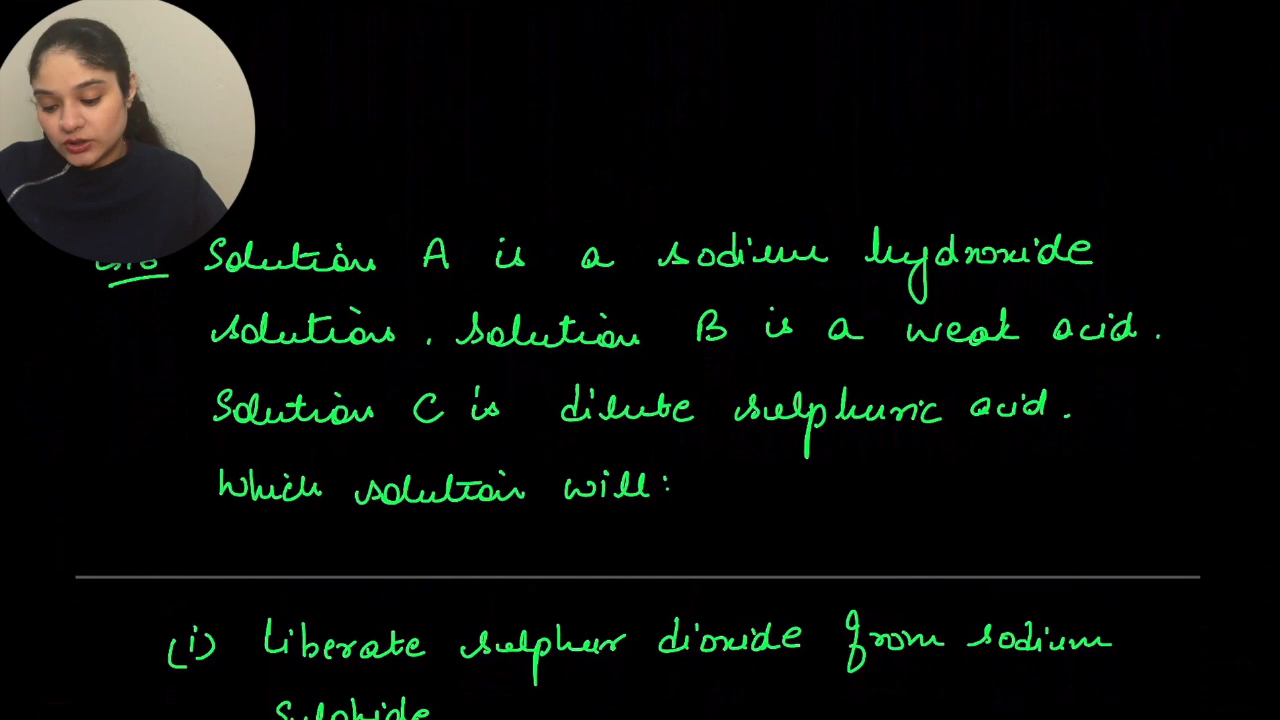 Solution A is a sodium hydroxide
solution. Solution B is a weak acid.
Solution C is dilute sulphuric acid.
Which solution will:
(i) Liberate sulphur dioxide from sodium